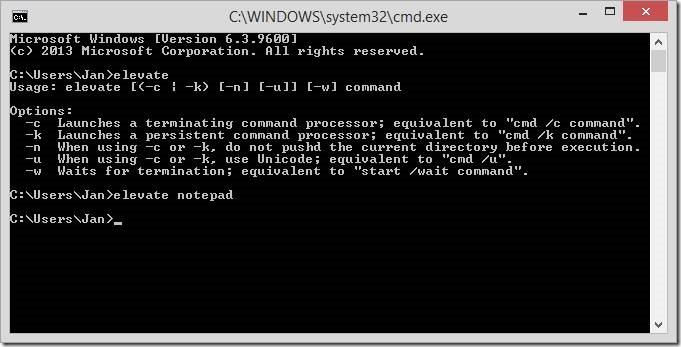 C:\WINDOWS\system32\cmd.exe
Microsoft Windows [Version 6.3.9600]
(c) 2013 Microsoft Corporation. All rights reserved.
C:\Users\Jan>elevate
Usage: elevate [(-c | -k) [-n] [-u]] [-w] command
Options:
-c  Launches a terminating command processor; equivalent to "cmd /c command".
-k  Launches a persistent command processor; equivalent to "cmd /k command".
-n  When using -c or -k, do not pushd the current directory before execution.
-u  When using -c or -k, use Unicode; equivalent to "cmd /u".
-w  Waits for termination; equivalent to "start /wait command".
C:\Users\Jan>elevate notepad
C:\Users\Jan>_